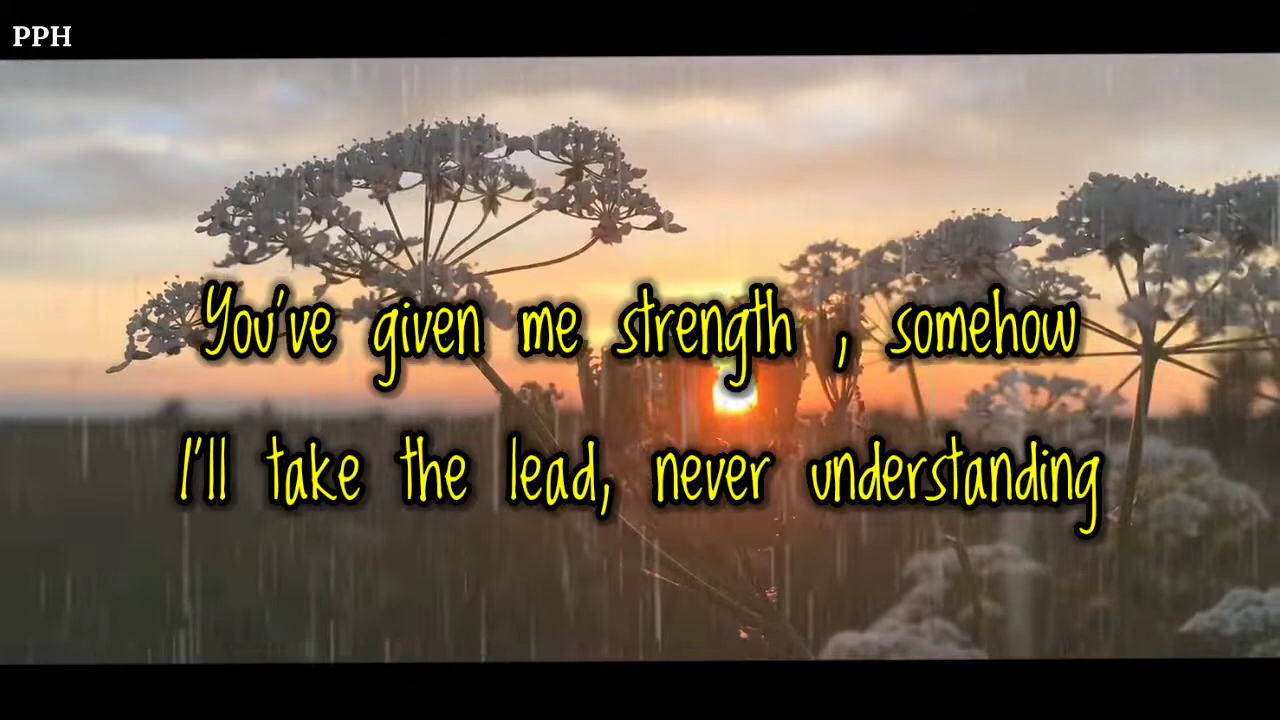 PPH
You've given me strength , somehow
I'll take the lead, never understanding